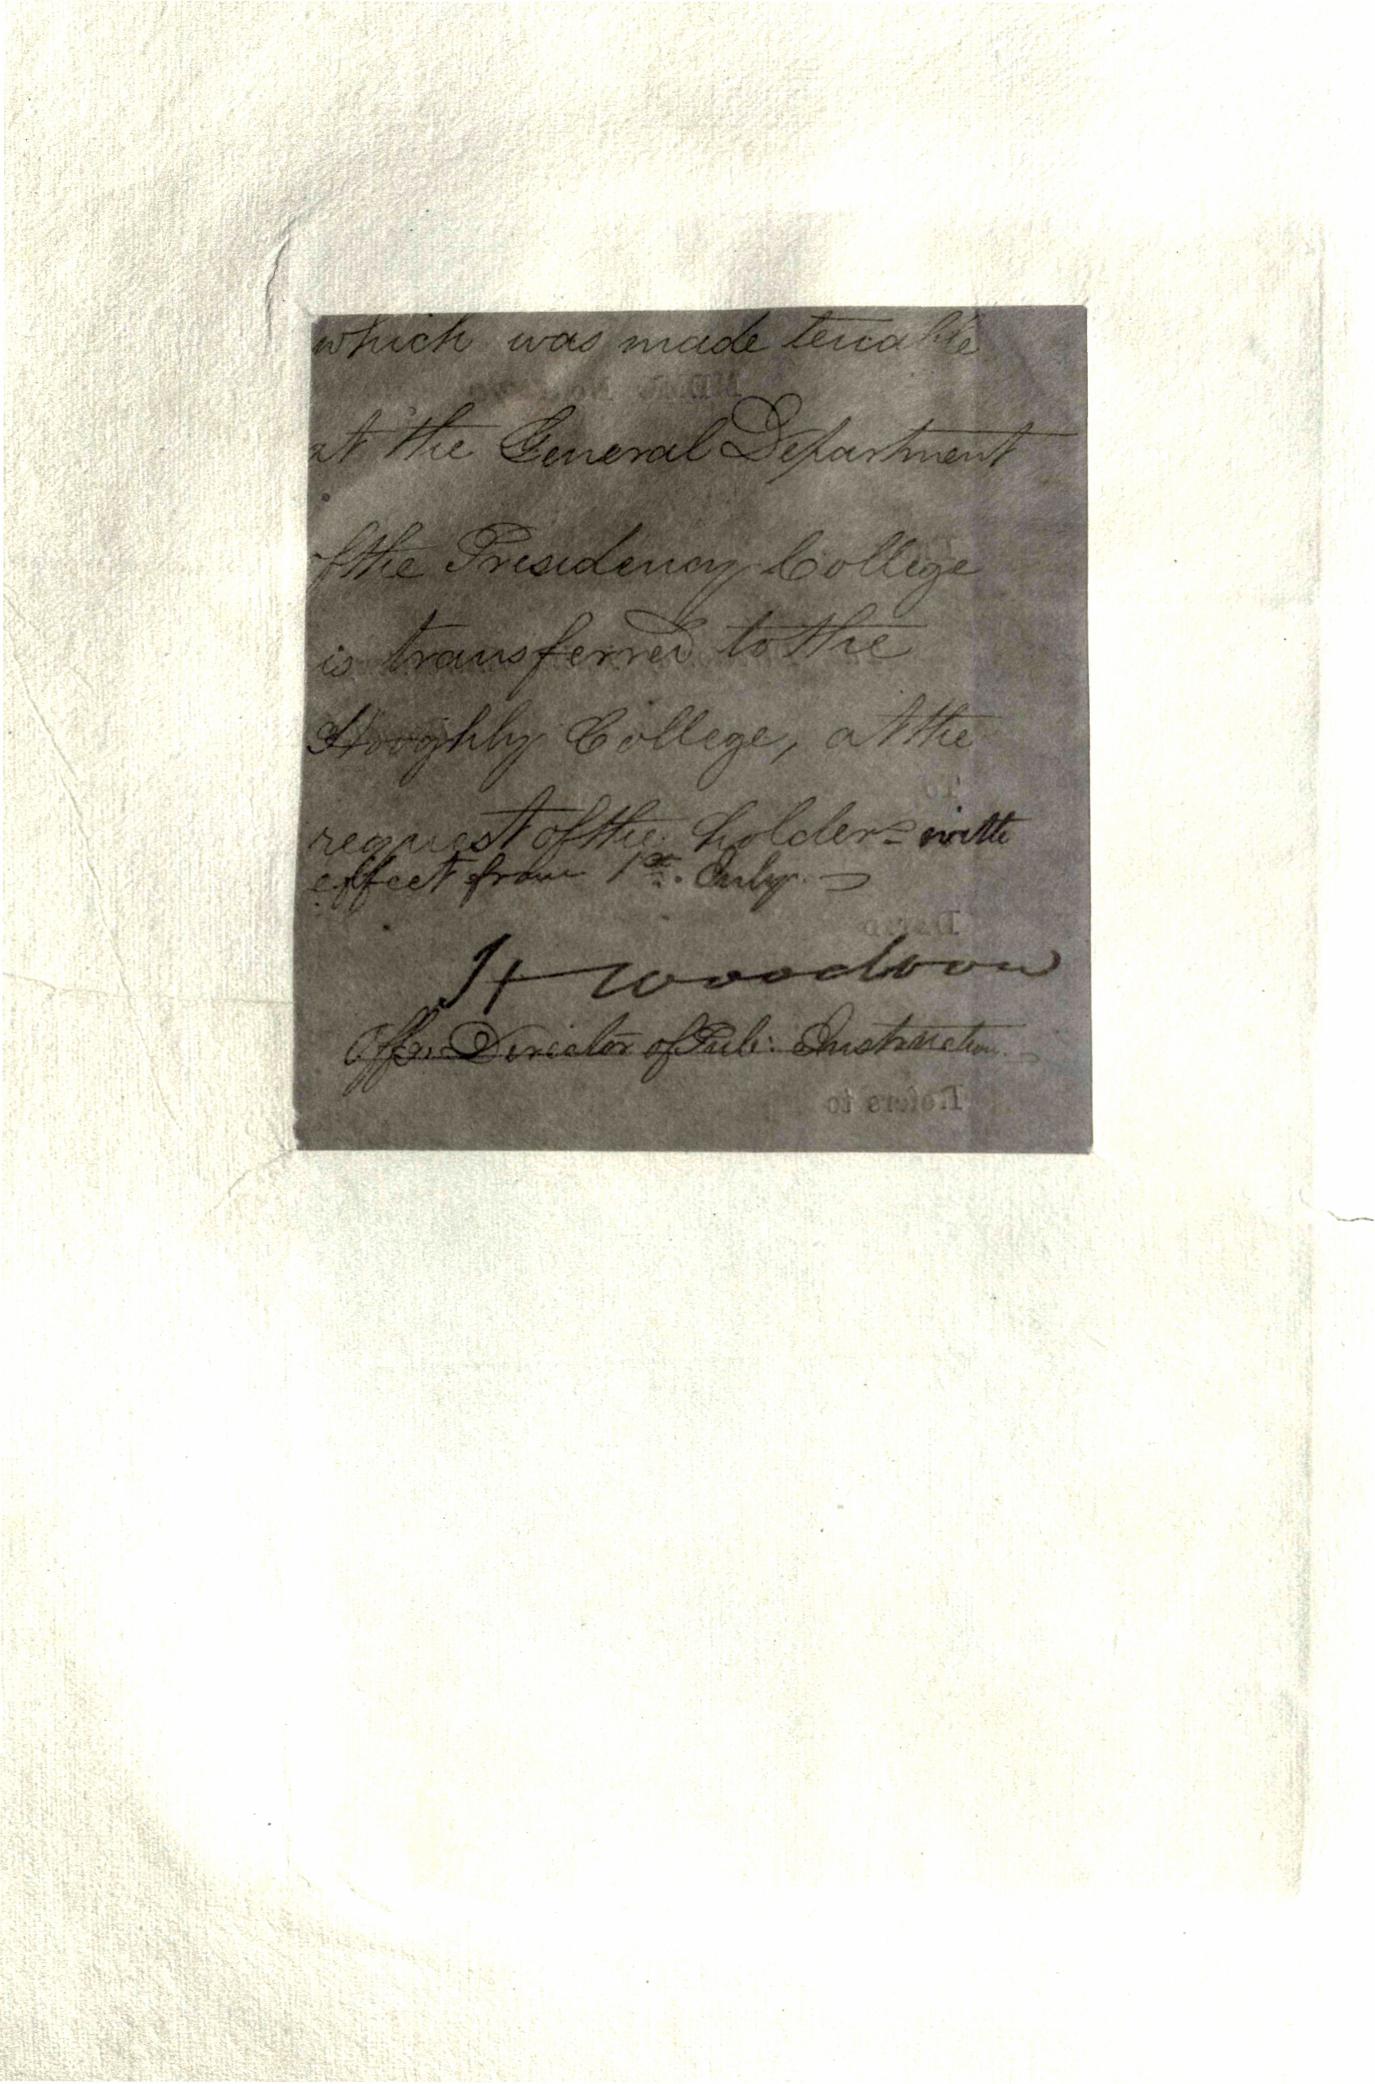 which was made tenable
at the General Department
of the Presidency College
is transferred to the
Hooghly College, at the
request of the holder = with
effect from 1st. July.
H Woodrow
Offg. Director of Pub: Instruction.